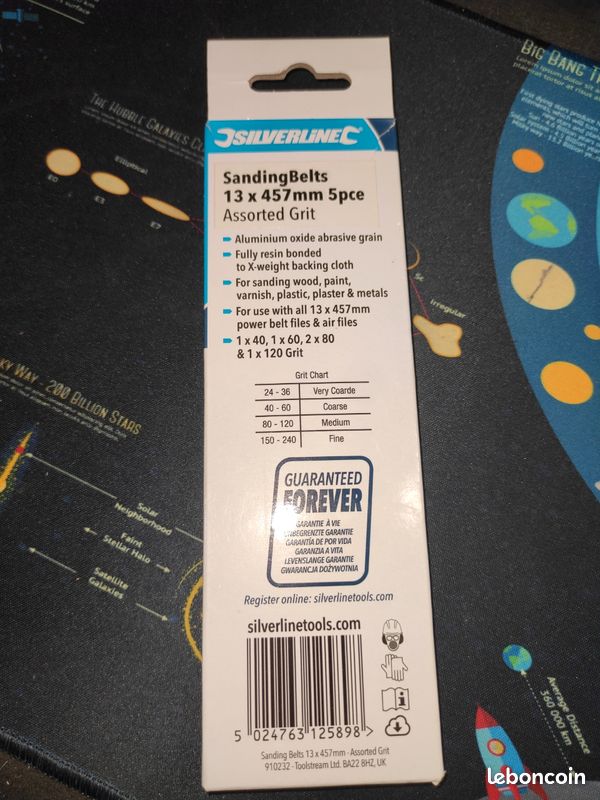 SILVERLINE
SandingBelts
13 x 457mm 5pce
Assorted Grit
Aluminium oxide abrasive grain
Fully resin bonded
to X-weight backing cloth
For sanding wood, paint,
varnish, plastic, plaster & metals
For use with all 13 x 457mm
power belt files & air files
1 x 40, 1 x 60, 2 x 80
& 1 x 120 Grit
Grit Chart
24 - 36 Very Coarde
40 - 60 Coarse
80 - 120 Medium
150 - 240 Fine
GUARANTEED
FOREVER
GARANTIE À VIE
UNBEGRENZTE GARANTIE
GARANTÍA DE POR VIDA
GARANZIA A VITA
LEVENSLANGE GARANTIE
GWARANCJA DOŻYWOTNIA
Register online: silverlinetools.com
silverlinetools.com
5 024763 125898 >
Sanding Belts 13 x 457mm - Assorted Grit
910232 - Toolstream Ltd. BA22 8HZ, UK
THE HUBBLE GALAXIES
Elliptical
E0
E3
E7
Sc
Irregular
WAY - 200 BILLION STARS
Solar
Neighborhood
Faint
Stellar Halo
Satellite
Galaxies
BIG BANG
Average Distance
360 000 km
leboncoin